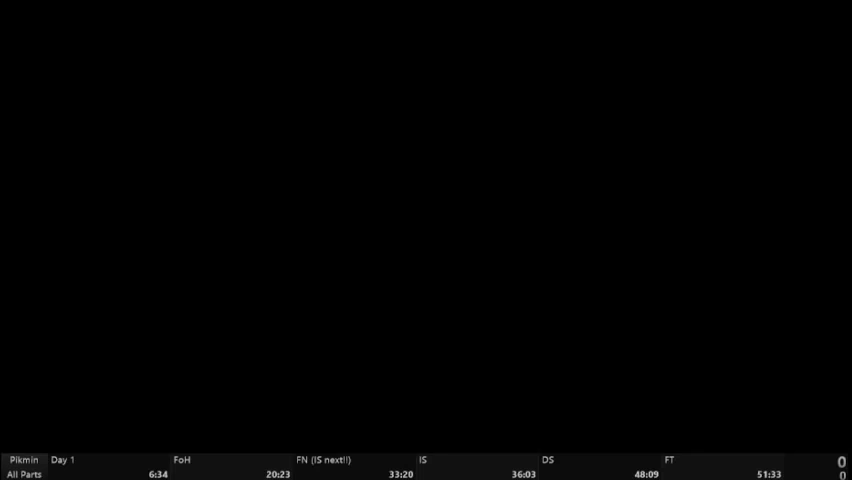 Pikmin Day 1 FoH FN (IS next!!) IS DS FT 0
All Parts 6:34 20:23 33:20 36:03 48:09 51:33 0